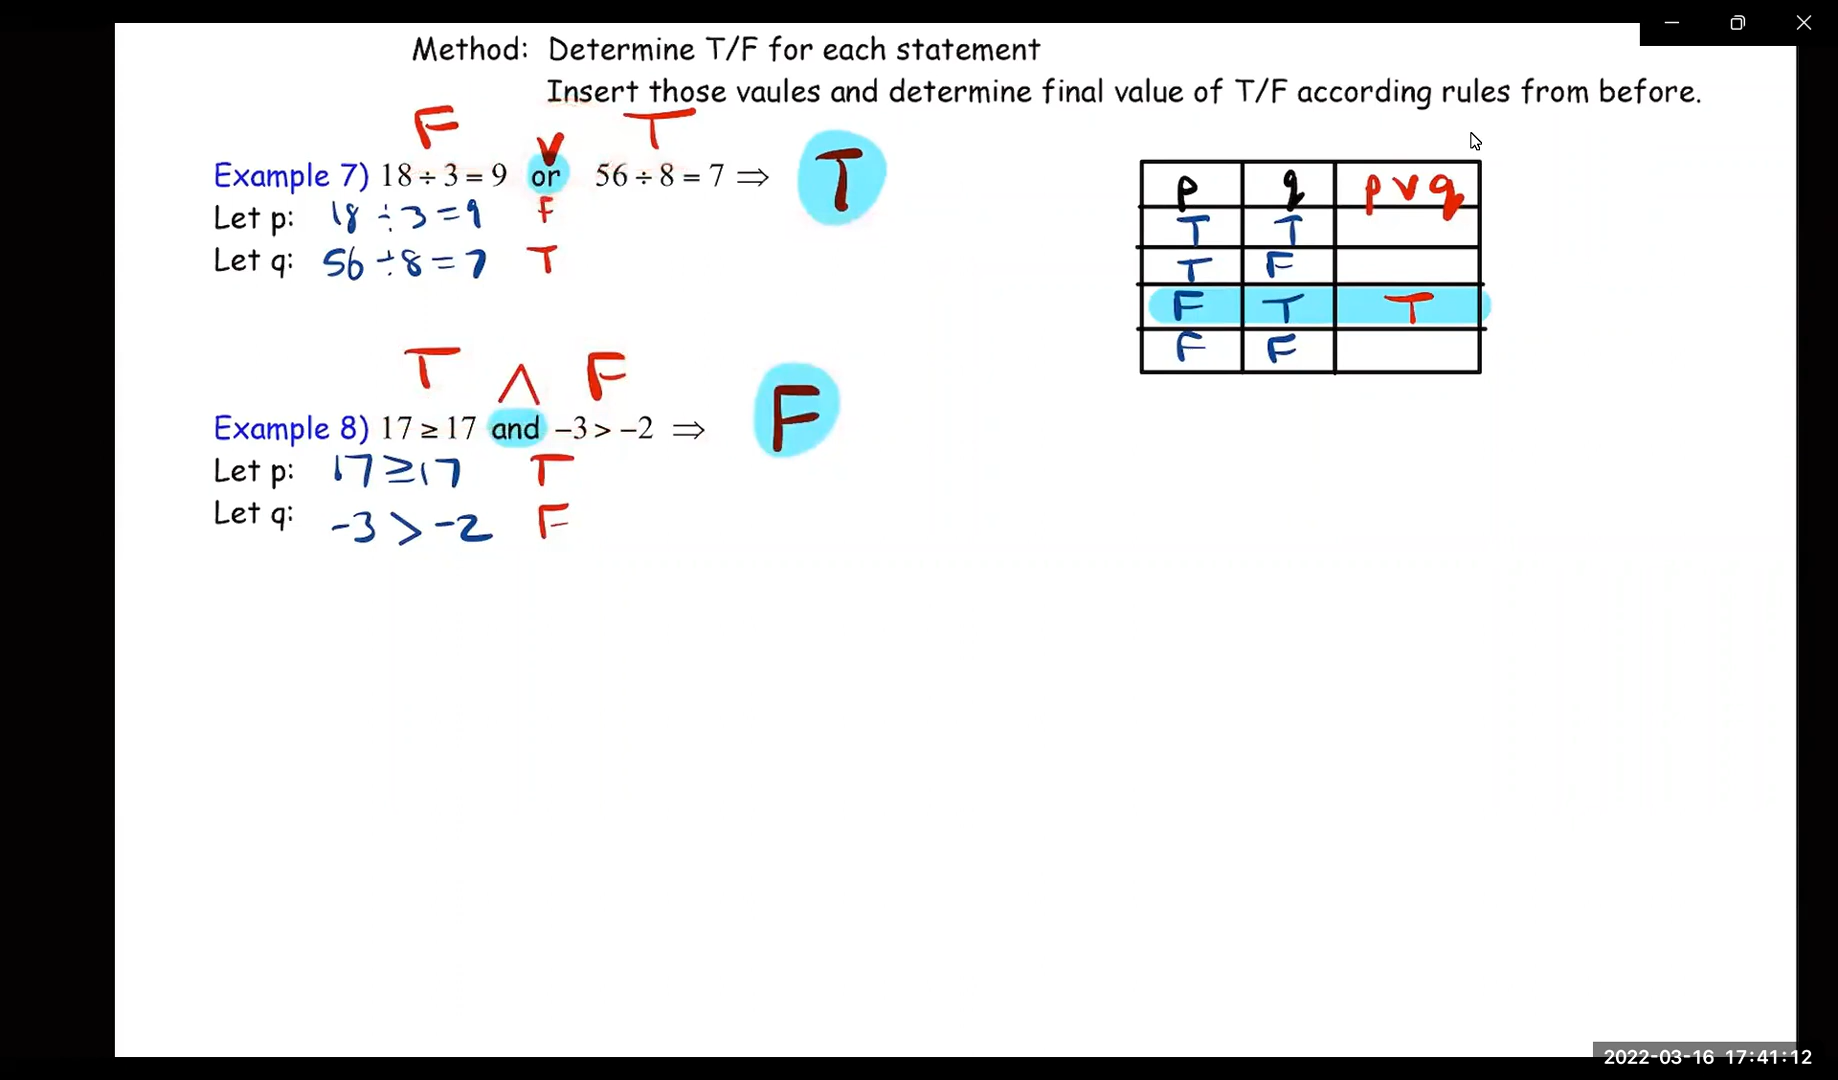 Method: Determine T/F for each statement
Insert those vaules and determine final value of T/F according rules from before.
F v T
Example 7) 18 ÷ 3 = 9 or 56 ÷ 8 = 7 ⇒ T
Let p: 18 ÷ 3 = 9 F
Let q: 56 ÷ 8 = 7 T
p q p v q
T T
T F
F T T
F F
T ∧ F
Example 8) 17 ≥ 17 and −3 > −2 ⇒ F
Let p: 17 ≥ 17 T
Let q: -3 > -2 F
2022-03-16 17:41:12